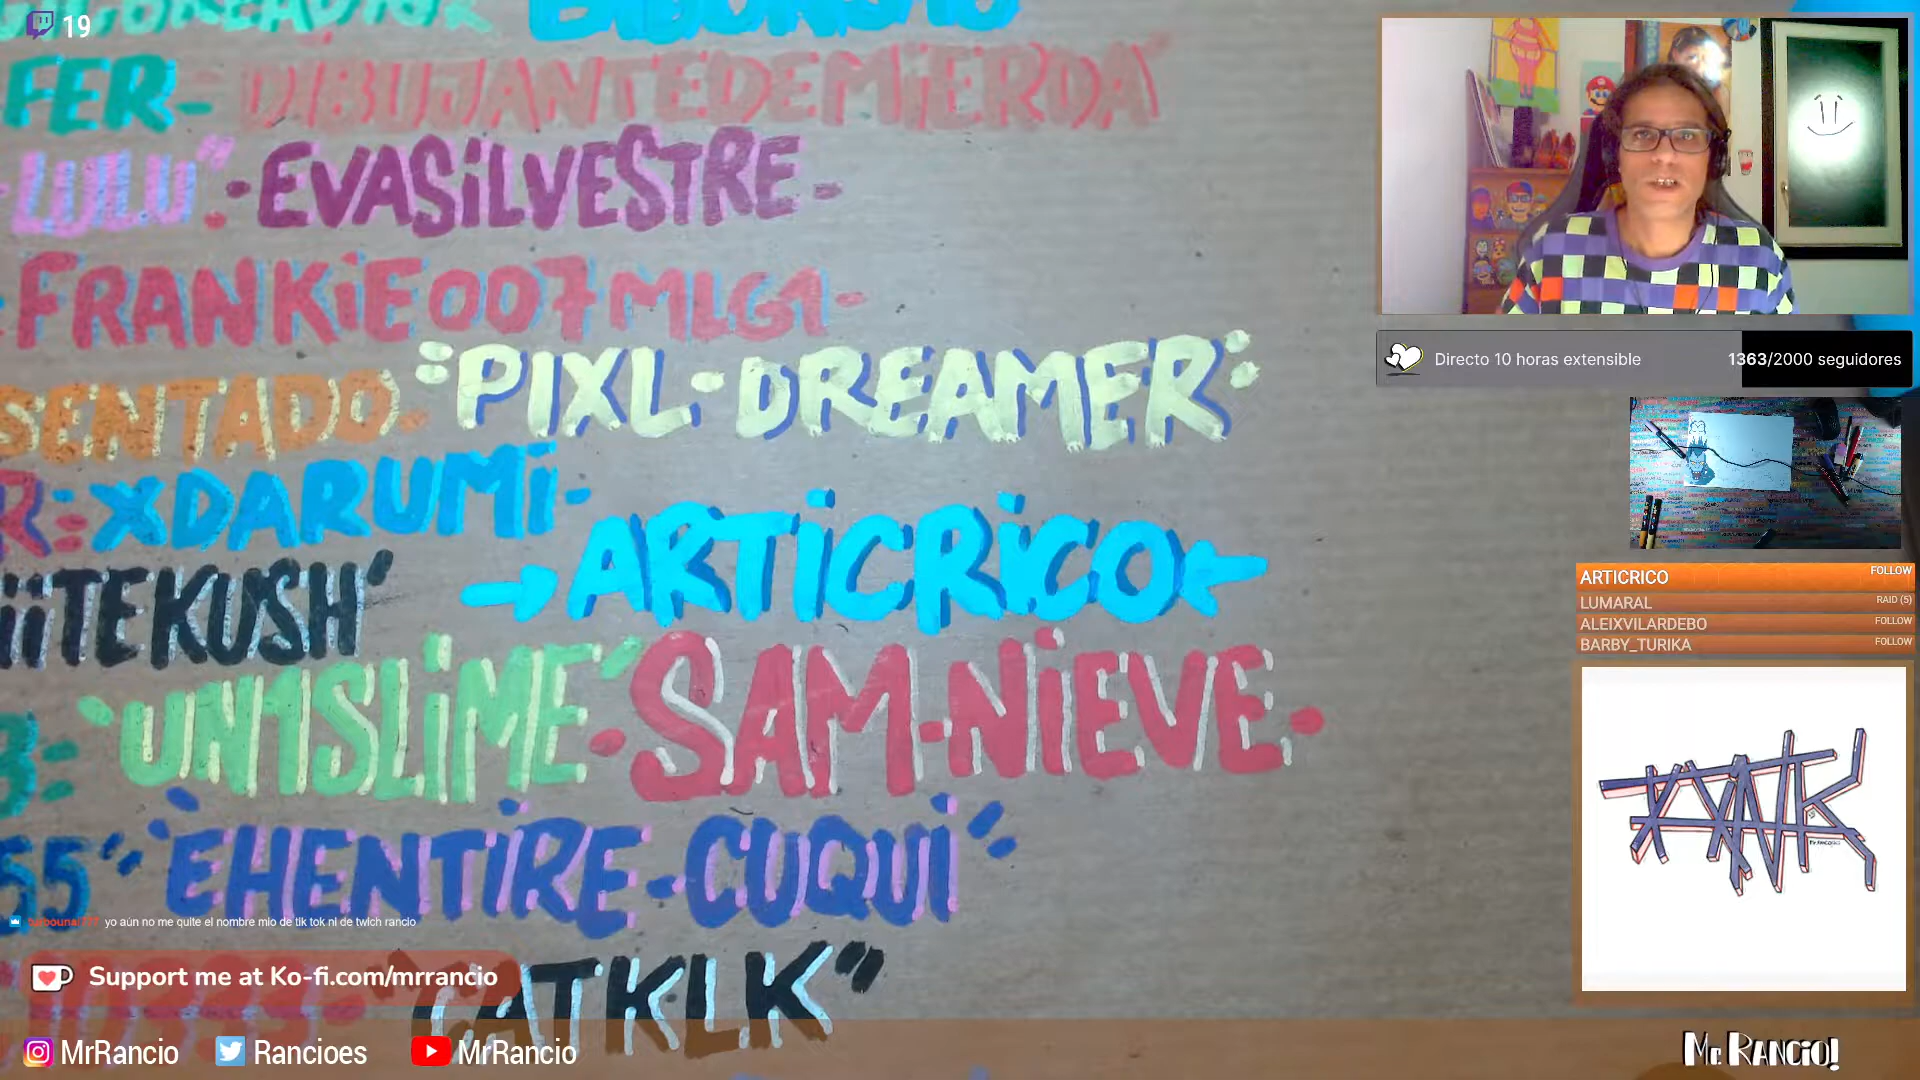 19
FER- DIBUJANTEDEMiERDA
LULU" ·EVASiLVESTRE-
FRANKiE007MLG1-
SENTADO- :PIXL-DREAMER:
R: XDARUMi-
→ARTiCRiCO←
iiTEKUSH'
'UN1SLiME' ·SAM-NiEVE·
55" "EHENTiRE-CUQUi"
yo aún no me quite el nombre mio de tik tok ni de twich rancio
Support me at Ko-fi.com/mrrancio
CATKLK"
MrRancio Rancioes MrRancio
Directo 10 horas extensible 1363/2000 seguidores
ARTICRICO FOLLOW
LUMARAL RAID (5)
ALEIXVILARDEBO FOLLOW
BARBY_TURIKA FOLLOW
MR. RANCiO!